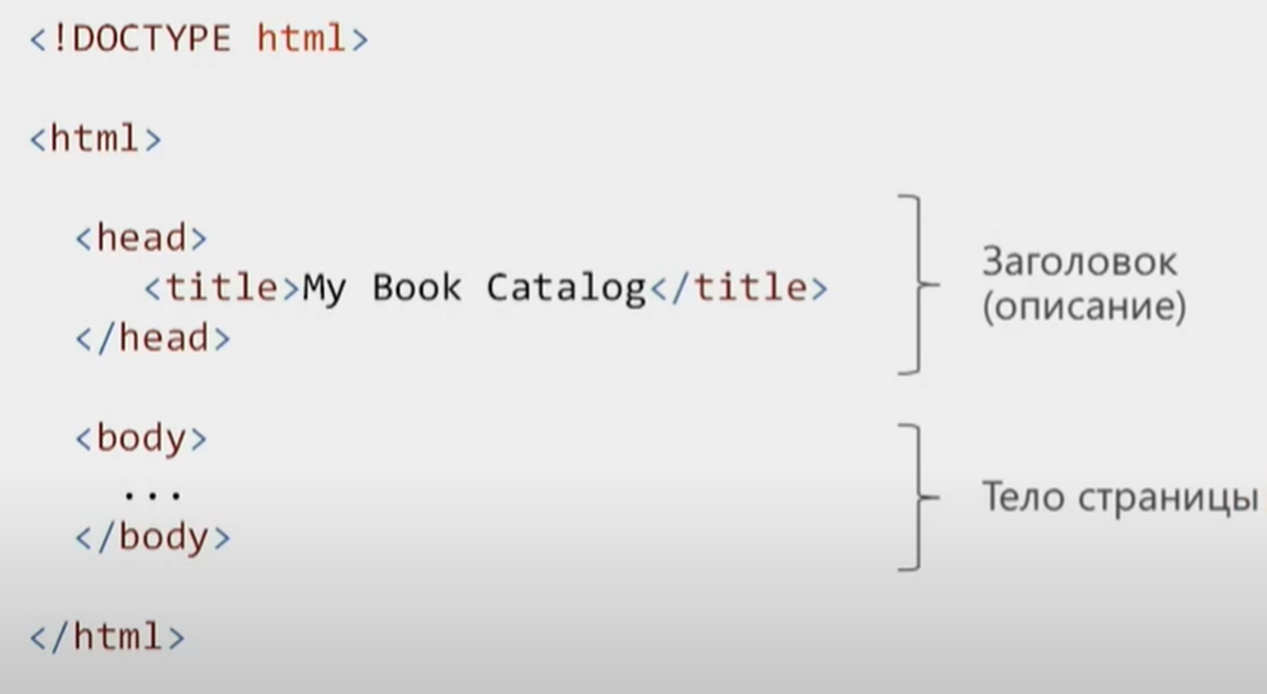 <!DOCTYPE html>
<html>
<head>
<title>My Book Catalog</title>
</head>
Заголовок
(описание)
<body>
...
</body>
Тело страницы
</html>